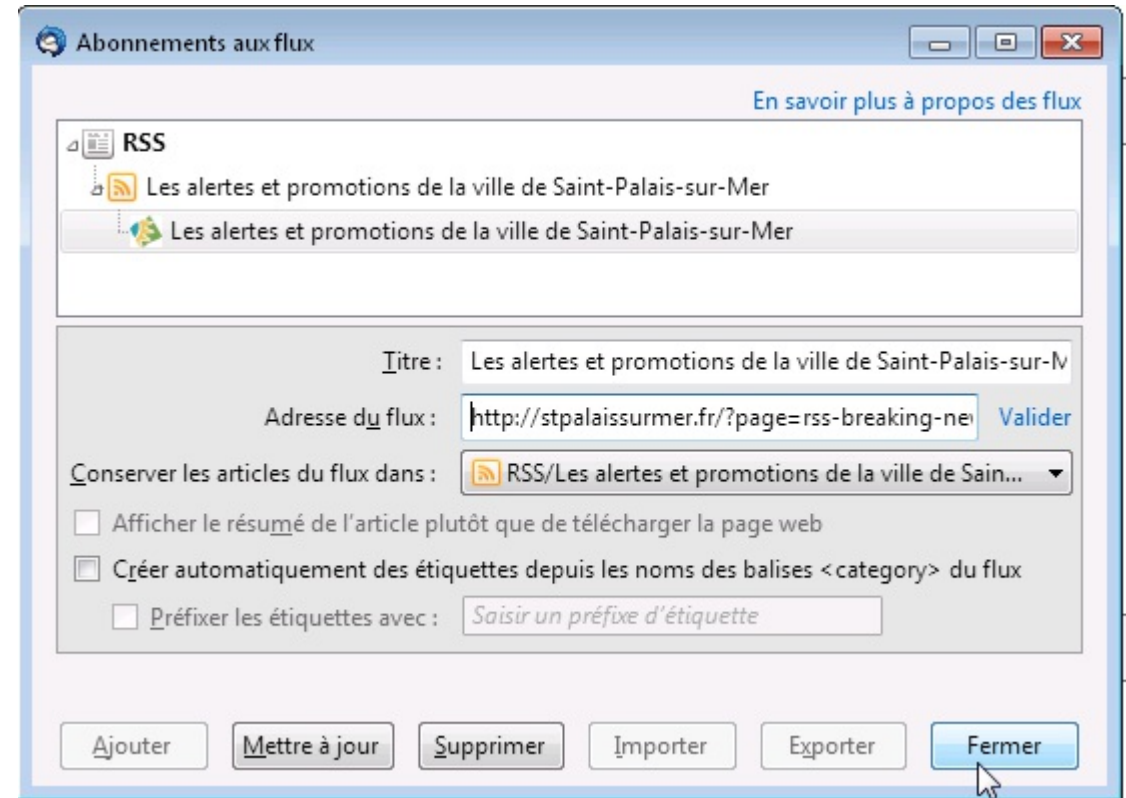 Abonnements aux flux
En savoir plus à propos des flux
RSS
Les alertes et promotions de la ville de Saint-Palais-sur-Mer
Les alertes et promotions de la ville de Saint-Palais-sur-Mer
Titre : Les alertes et promotions de la ville de Saint-Palais-sur-M
Adresse du flux : http://stpalaissurmer.fr/?page=rss-breaking-ne Valider
Conserver les articles du flux dans : RSS/Les alertes et promotions de la ville de Sain...
Afficher le résumé de l'article plutôt que de télécharger la page web
Créer automatiquement des étiquettes depuis les noms des balises <category> du flux
Préfixer les étiquettes avec : Saisir un préfixe d'étiquette
Ajouter Mettre à jour Supprimer Importer Exporter Fermer